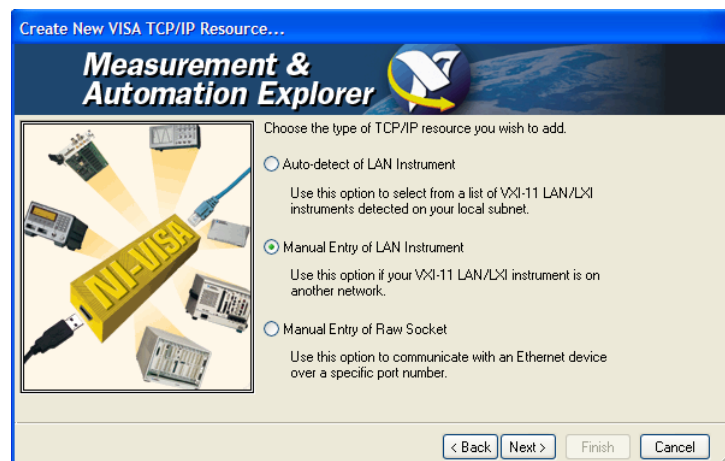 Create New VISA TCP/IP Resource...
Measurement &
Automation Explorer
NI-VISA
Choose the type of TCP/IP resource you wish to add.
Auto-detect of LAN Instrument
Use this option to select from a list of VXI-11 LAN/LXI
instruments detected on your local subnet.
Manual Entry of LAN Instrument
Use this option if your VXI-11 LAN/LXI instrument is on
another network.
Manual Entry of Raw Socket
Use this option to communicate with an Ethernet device
over a specific port number.
< Back Next > Finish Cancel